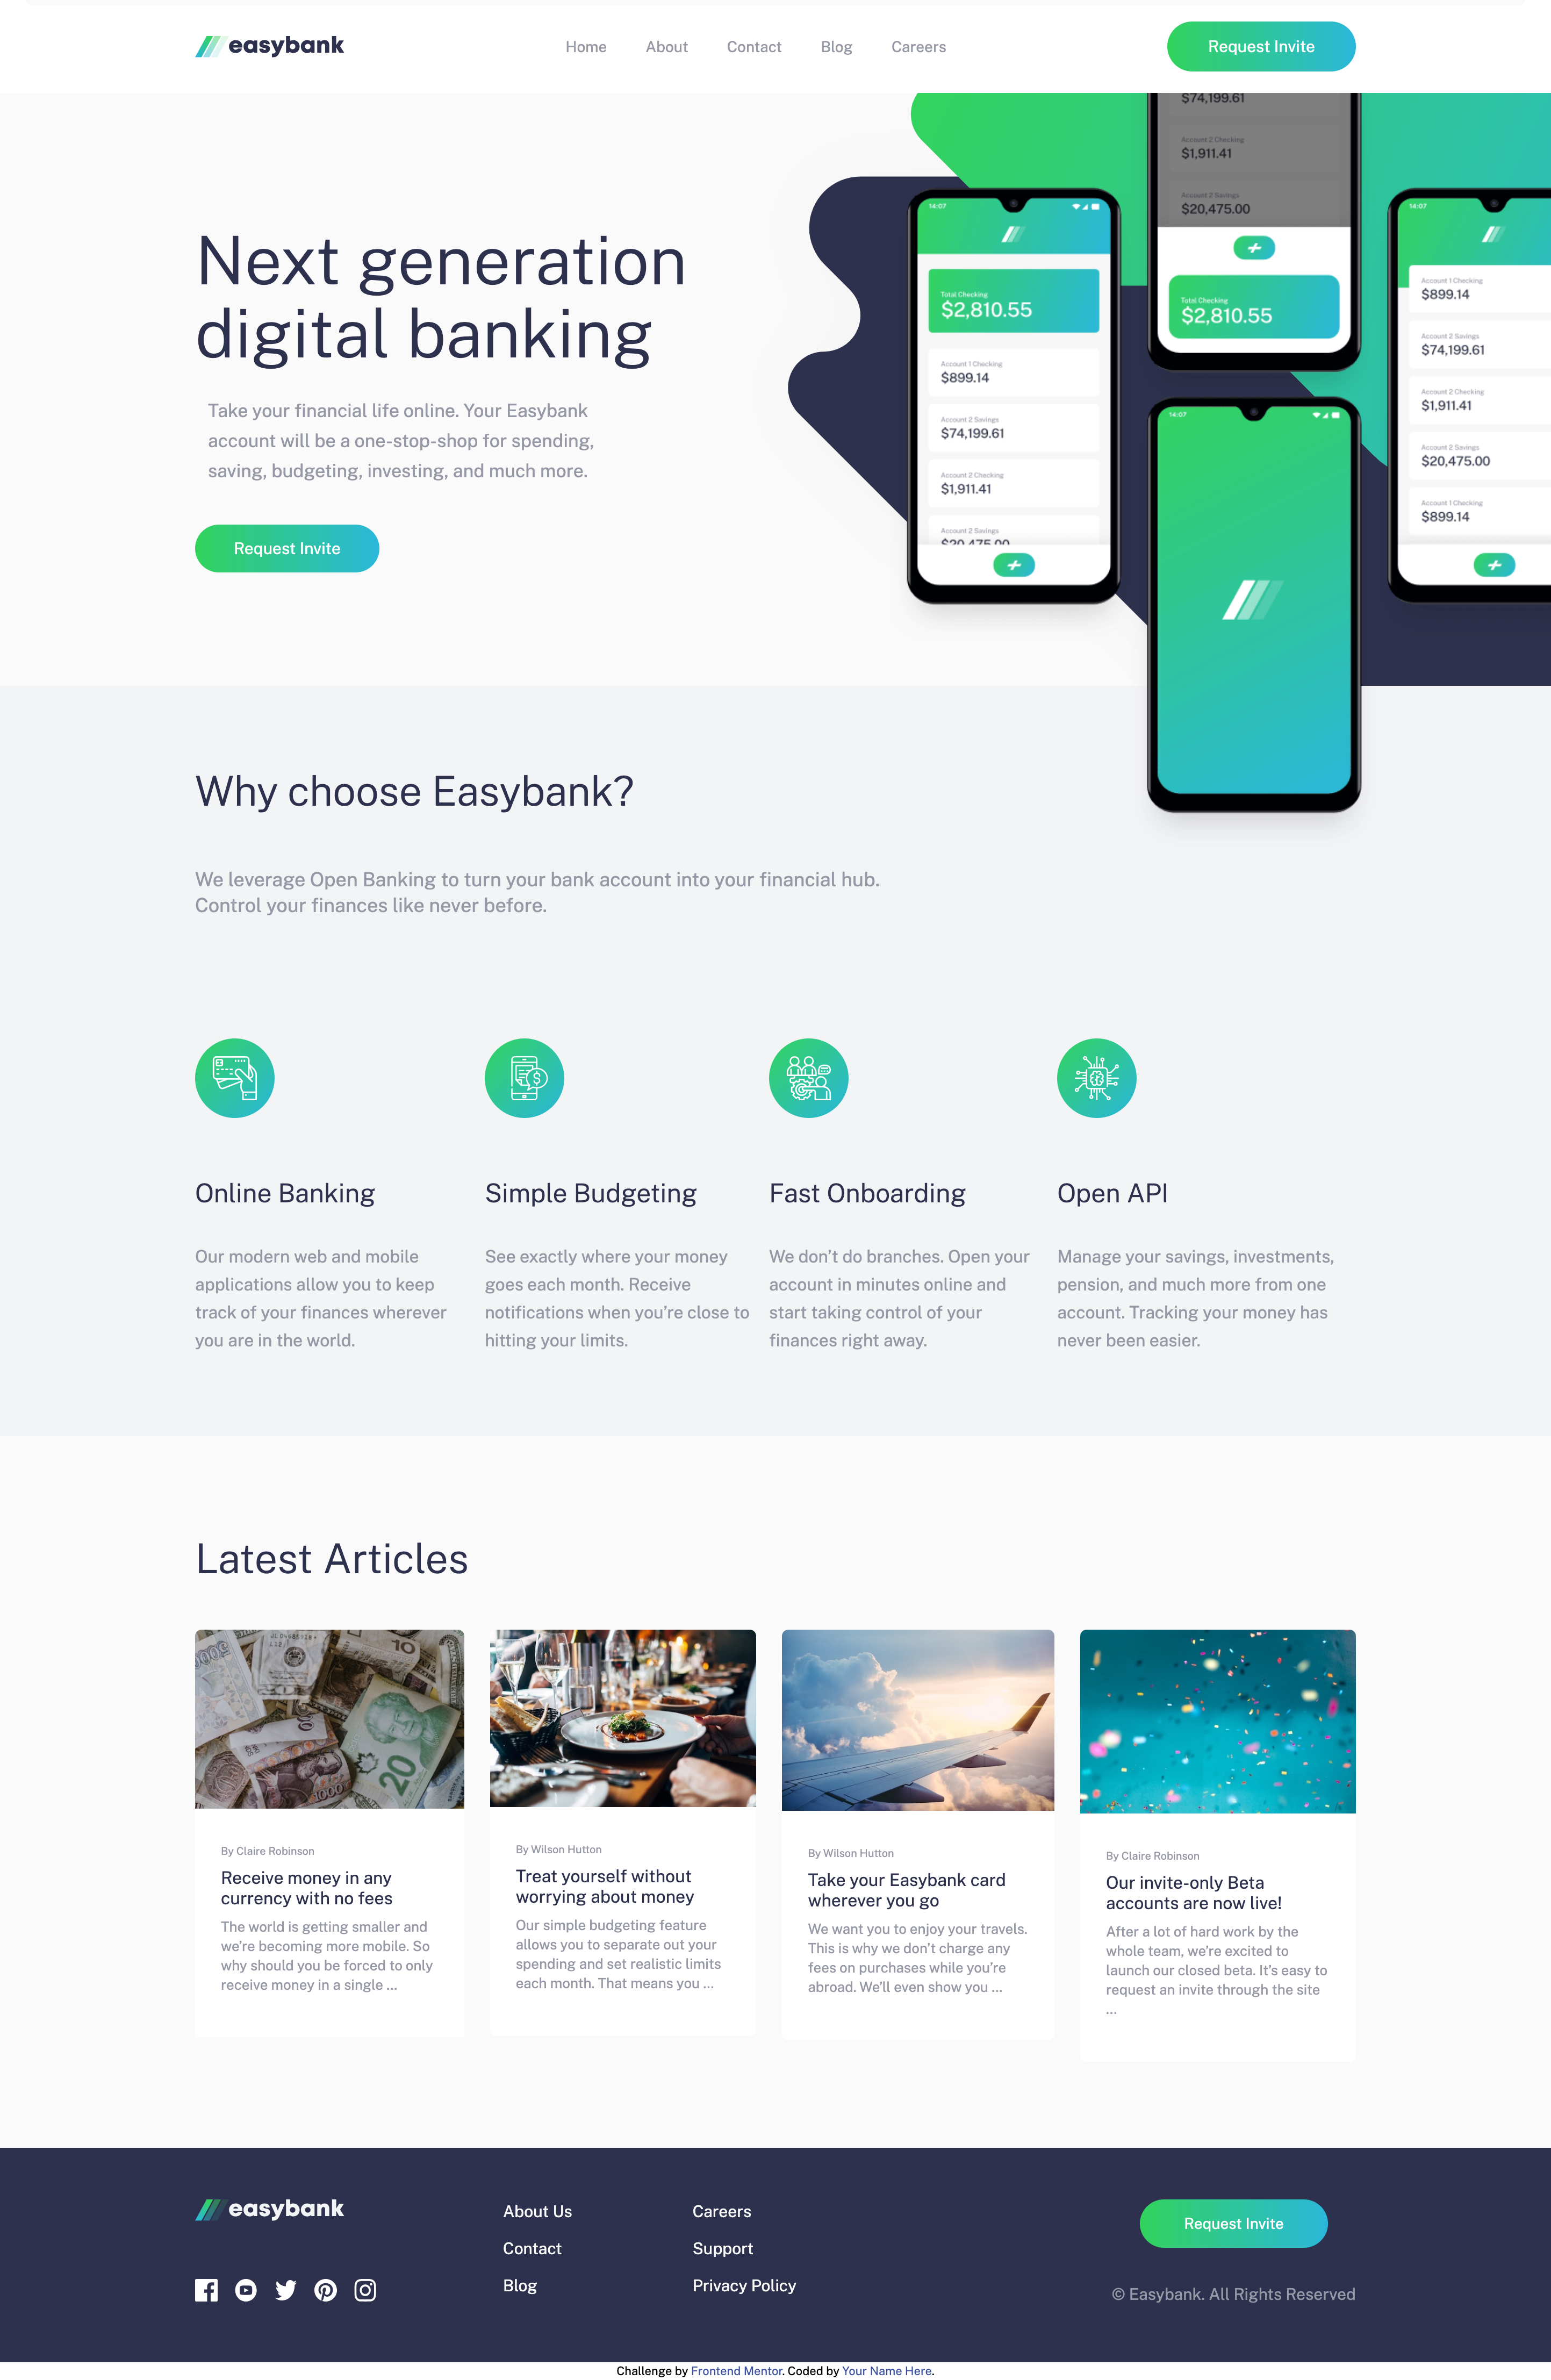 easybank
Home
About
Contact
Blog
Careers
Request Invite
Next generation
digital banking
Take your financial life online. Your Easybank
account will be a one-stop-shop for spending,
saving, budgeting, investing, and much more.
Request Invite
14:07
Total Checking
$2,810.55
Account 1 Checking
$899.14
Account 2 Savings
$74,199.61
Account 2 Checking
$1,911.41
Account 2 Savings
$20,475.00
$74,199.61
Account 2 Checking
$1,911.41
Account 2 Savings
$20,475.00
Total Checking
$2,810.55
14:07
14:07
Account 1 Checking
$899.14
Account 2 Savings
$74,199.61
Account 2 Checking
$1,911.41
Account 2 Savings
$20,475.00
Account 1 Checking
$899.14
Why choose Easybank?
We leverage Open Banking to turn your bank account into your financial hub.
Control your finances like never before.
Online Banking
Our modern web and mobile
applications allow you to keep
track of your finances wherever
you are in the world.
Simple Budgeting
See exactly where your money
goes each month. Receive
notifications when you’re close to
hitting your limits.
Fast Onboarding
We don’t do branches. Open your
account in minutes online and
start taking control of your
finances right away.
Open API
Manage your savings, investments,
pension, and much more from one
account. Tracking your money has
never been easier.
Latest Articles
20
10
1000
By Claire Robinson
Receive money in any
currency with no fees
The world is getting smaller and
we’re becoming more mobile. So
why should you be forced to only
receive money in a single ...
By Wilson Hutton
Treat yourself without
worrying about money
Our simple budgeting feature
allows you to separate out your
spending and set realistic limits
each month. That means you ...
By Wilson Hutton
Take your Easybank card
wherever you go
We want you to enjoy your travels.
This is why we don’t charge any
fees on purchases while you’re
abroad. We’ll even show you ...
By Claire Robinson
Our invite-only Beta
accounts are now live!
After a lot of hard work by the
whole team, we’re excited to
launch our closed beta. It’s easy to
request an invite through the site
...
easybank
About Us
Contact
Blog
Careers
Support
Privacy Policy
Request Invite
© Easybank. All Rights Reserved
Challenge by Frontend Mentor. Coded by Your Name Here.